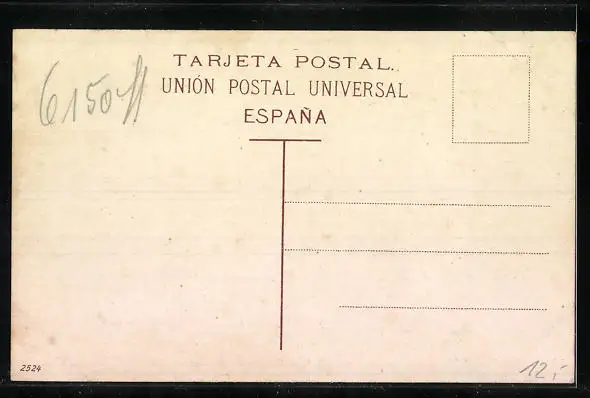 TARJETA POSTAL.
UNIÓN POSTAL UNIVERSAL
ESPAÑA
6150
2524
12,-